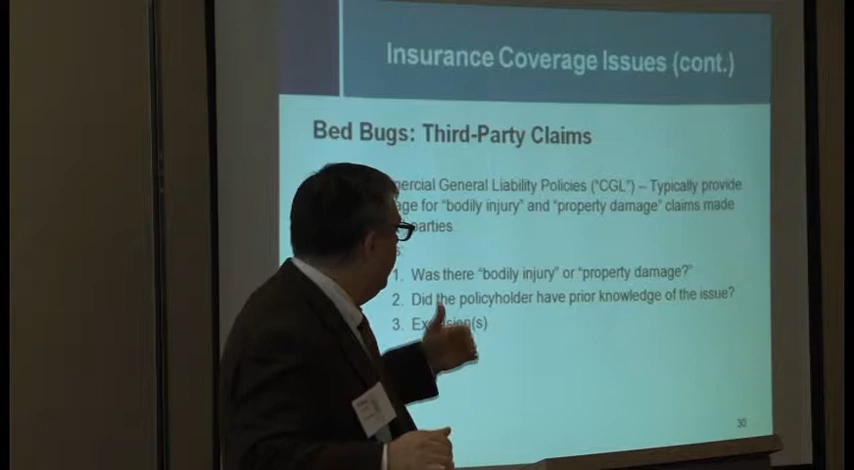 Insurance Coverage Issues (cont.)
Bed Bugs: Third-Party Claims
ercial General Liability Policies ("CGL") – Typically provide
age for "bodily injury" and "property damage" claims made
parties
s
1. Was there "bodily injury" or "property damage?"
2. Did the policyholder have prior knowledge of the issue?
3. Exclusion(s)
30